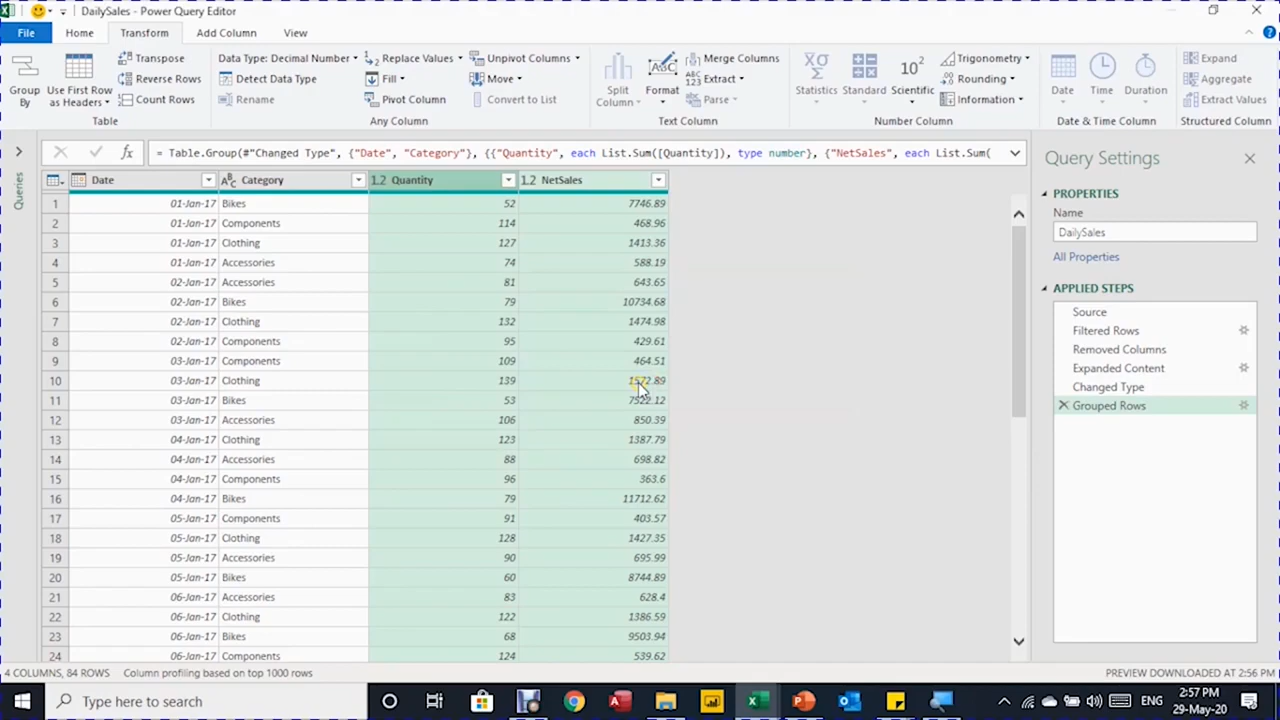 DailySales - Power Query Editor
File Home Transform Add Column View
Group By
Use First Row as Headers
Transpose
Reverse Rows
Count Rows
Table
Data Type: Decimal Number
Detect Data Type
Rename
Replace Values
Fill
Pivot Column
Unpivot Columns
Move
Convert to List
Any Column
Split Column
Format
Merge Columns
Extract
Parse
Text Column
Statistics
Standard
Scientific
Trigonometry
Rounding
Information
Number Column
Date
Time
Duration
Date & Time Column
Expand
Aggregate
Extract Values
Structured Column
= Table.Group(#"Changed Type", {"Date", "Category"}, {{"Quantity", each List.Sum([Quantity]), type number}, {"NetSales", each List.Sum(
Queries
Date Category Quantity NetSales
1 01-Jan-17 Bikes 52 7746.89
2 01-Jan-17 Components 114 468.96
3 01-Jan-17 Clothing 127 1413.36
4 01-Jan-17 Accessories 74 588.19
5 02-Jan-17 Accessories 81 643.65
6 02-Jan-17 Bikes 79 10734.68
7 02-Jan-17 Clothing 132 1474.98
8 02-Jan-17 Components 95 429.61
9 03-Jan-17 Components 109 464.51
10 03-Jan-17 Clothing 139 1572.89
11 03-Jan-17 Bikes 53 7522.12
12 03-Jan-17 Accessories 106 850.39
13 04-Jan-17 Clothing 123 1387.79
14 04-Jan-17 Accessories 88 698.82
15 04-Jan-17 Components 96 363.6
16 04-Jan-17 Bikes 79 11712.62
17 05-Jan-17 Components 91 403.57
18 05-Jan-17 Clothing 128 1427.35
19 05-Jan-17 Accessories 90 695.99
20 05-Jan-17 Bikes 60 8744.89
21 06-Jan-17 Accessories 83 628.4
22 06-Jan-17 Clothing 122 1386.59
23 06-Jan-17 Bikes 68 9503.94
24 06-Jan-17 Components 124 539.62
Query Settings
PROPERTIES
Name
DailySales
All Properties
APPLIED STEPS
Source
Filtered Rows
Removed Columns
Expanded Content
Changed Type
Grouped Rows
4 COLUMNS, 84 ROWS Column profiling based on top 1000 rows
PREVIEW DOWNLOADED AT 2:56 PM
Type here to search
ENG
2:57 PM
29-May-20